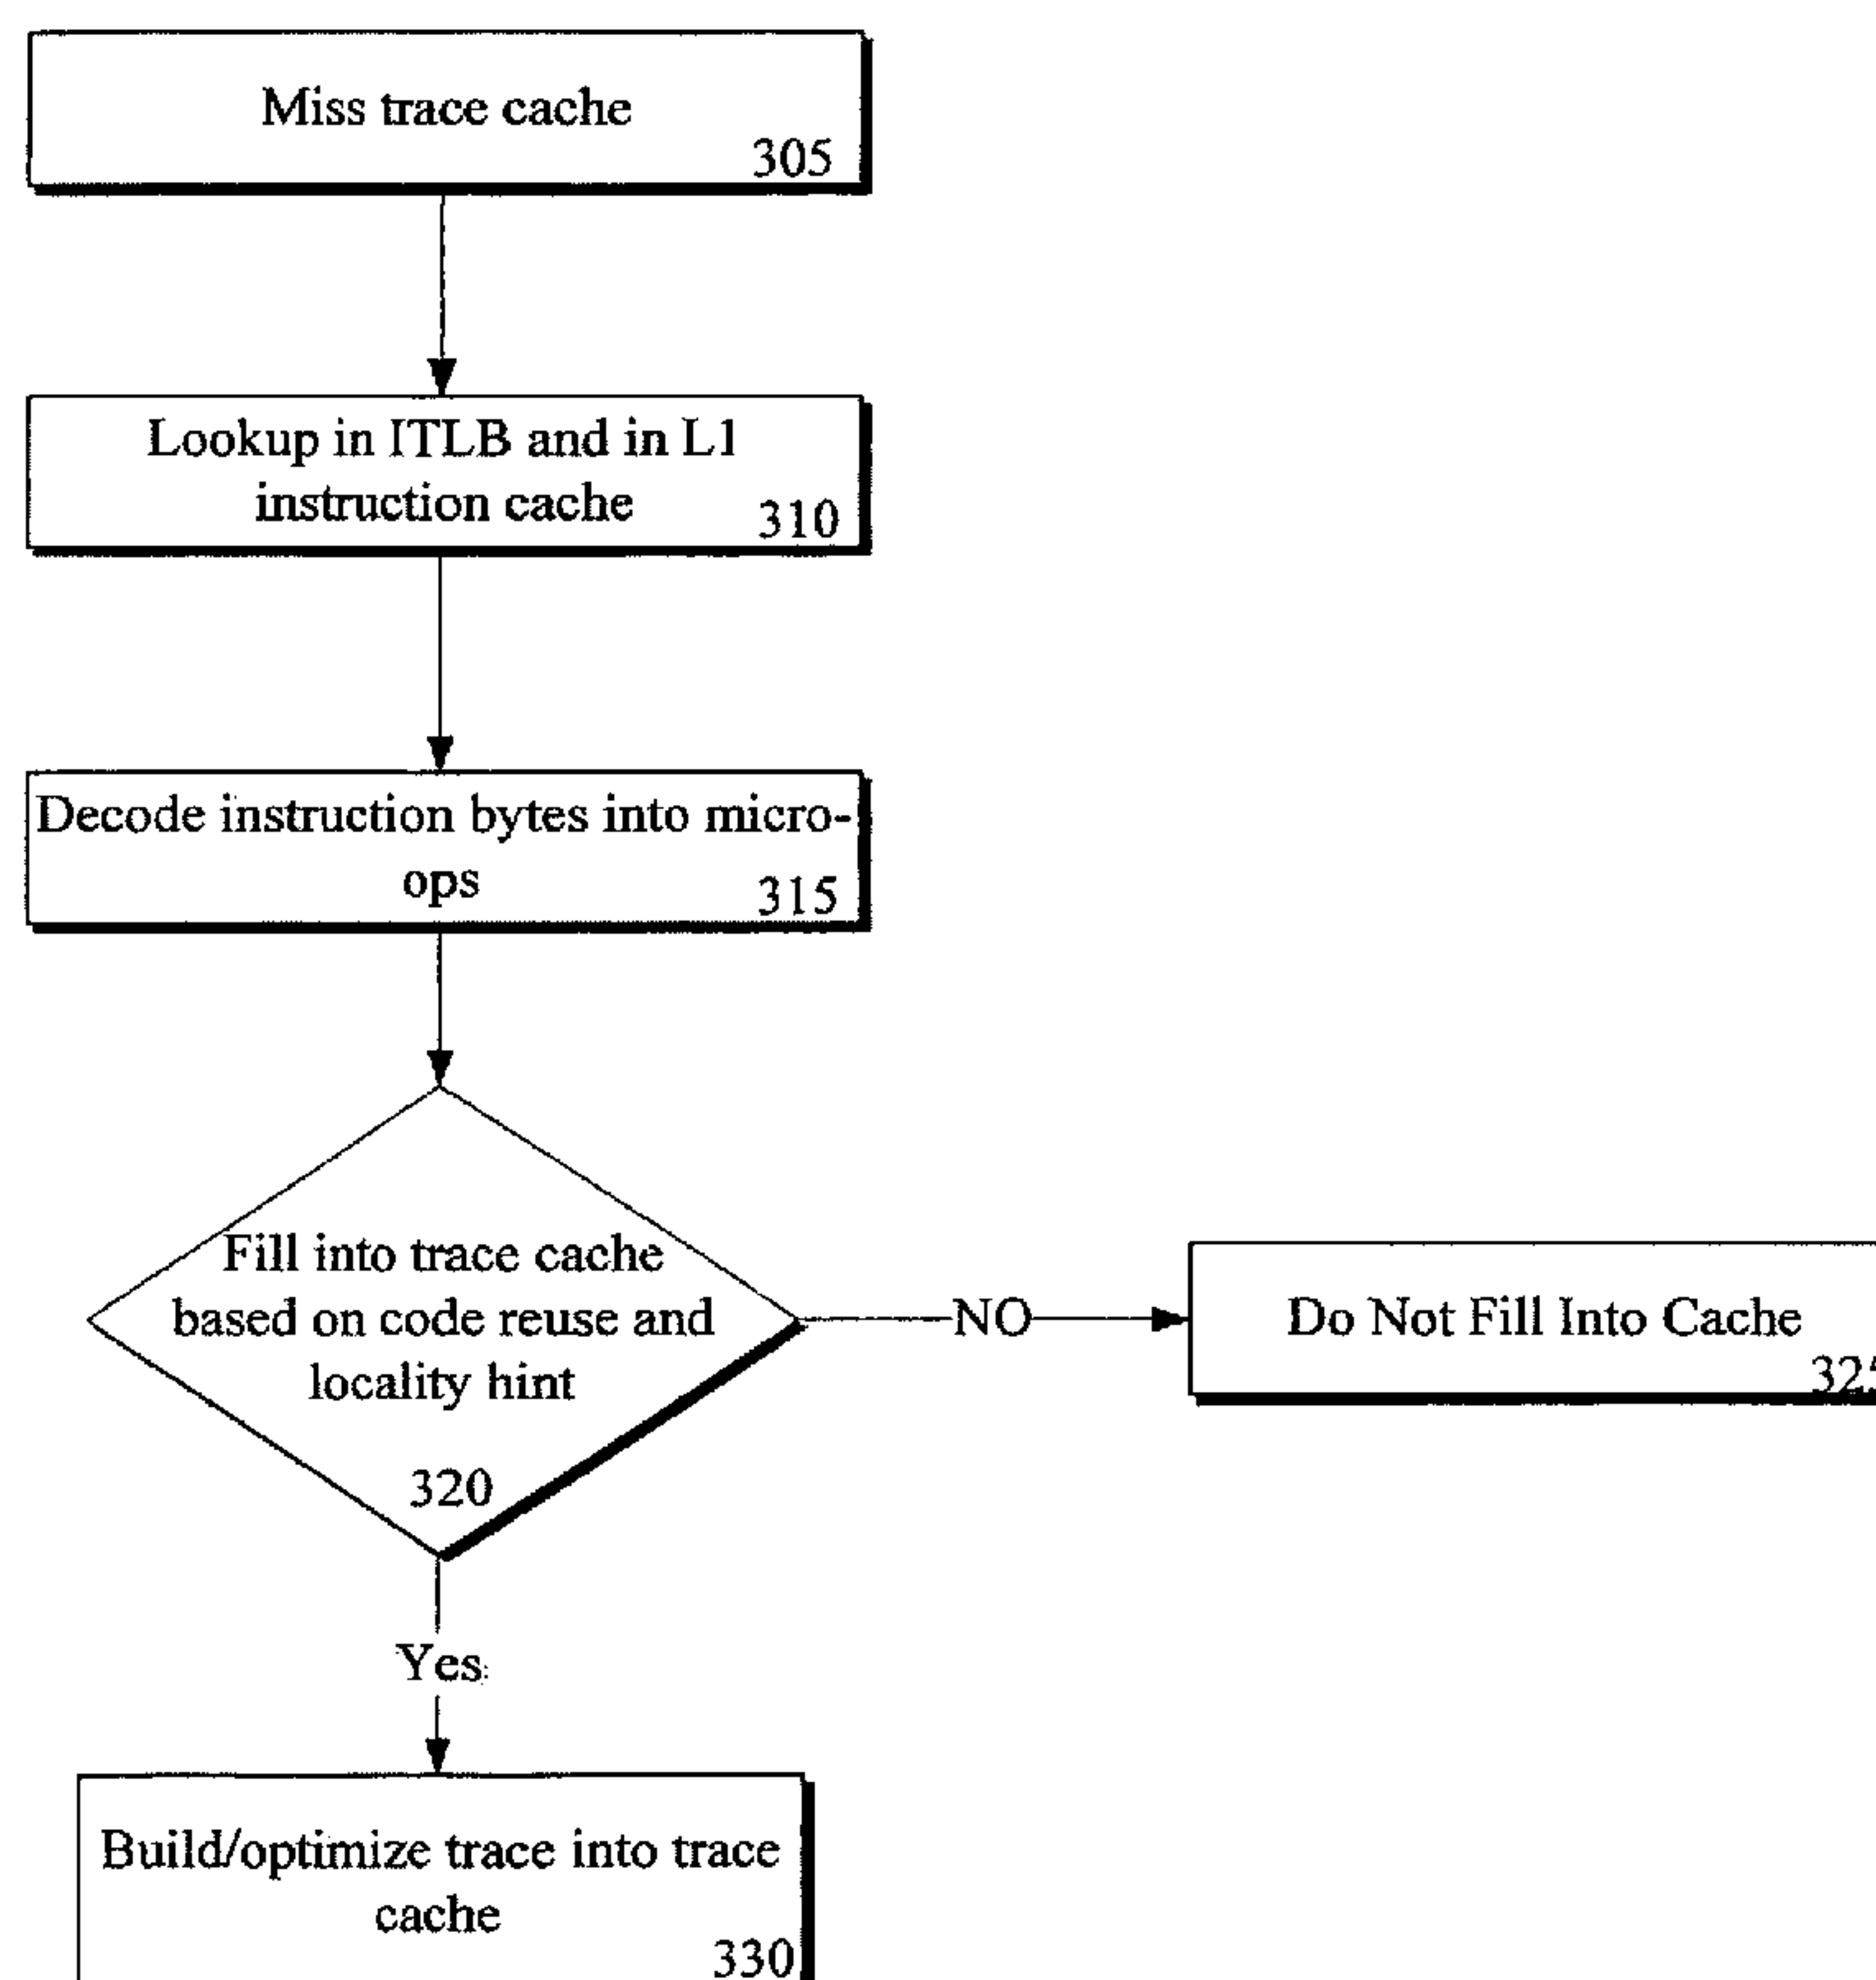 Miss trace cache
305
Lookup in ITLB and in L1
instruction cache
310
Decode instruction bytes into micro-
ops
315
Fill into trace cache
based on code reuse and
locality hint
320
NO
Do Not Fill Into Cache
325
Yes
Build/optimize trace into trace
cache
330